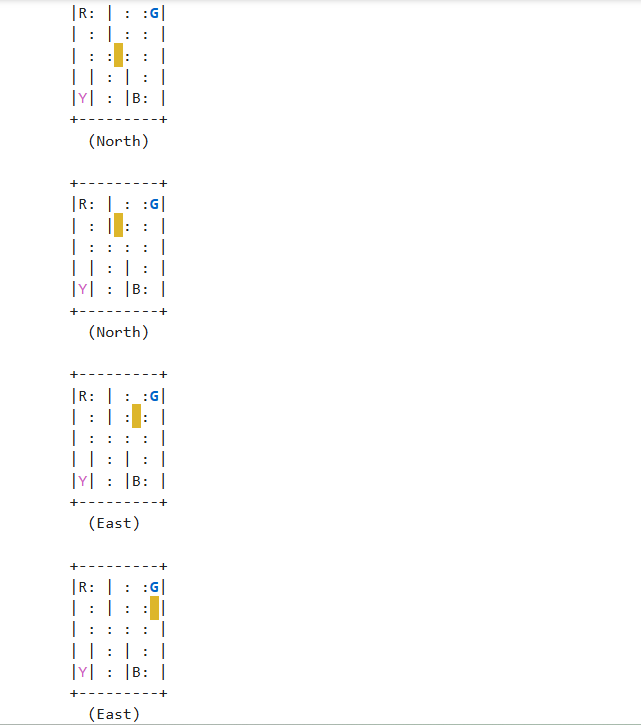 |R: | : :G|
| : | : : |
| : : : : |
| | : | : |
|Y| : |B: |
+---------+
  (North)

+---------+
|R: | : :G|
| : | : : |
| : : : : |
| | : | : |
|Y| : |B: |
+---------+
  (North)

+---------+
|R: | : :G|
| : | : : |
| : : : : |
| | : | : |
|Y| : |B: |
+---------+
  (East)

+---------+
|R: | : :G|
| : | : : |
| : : : : |
| | : | : |
|Y| : |B: |
+---------+
  (East)